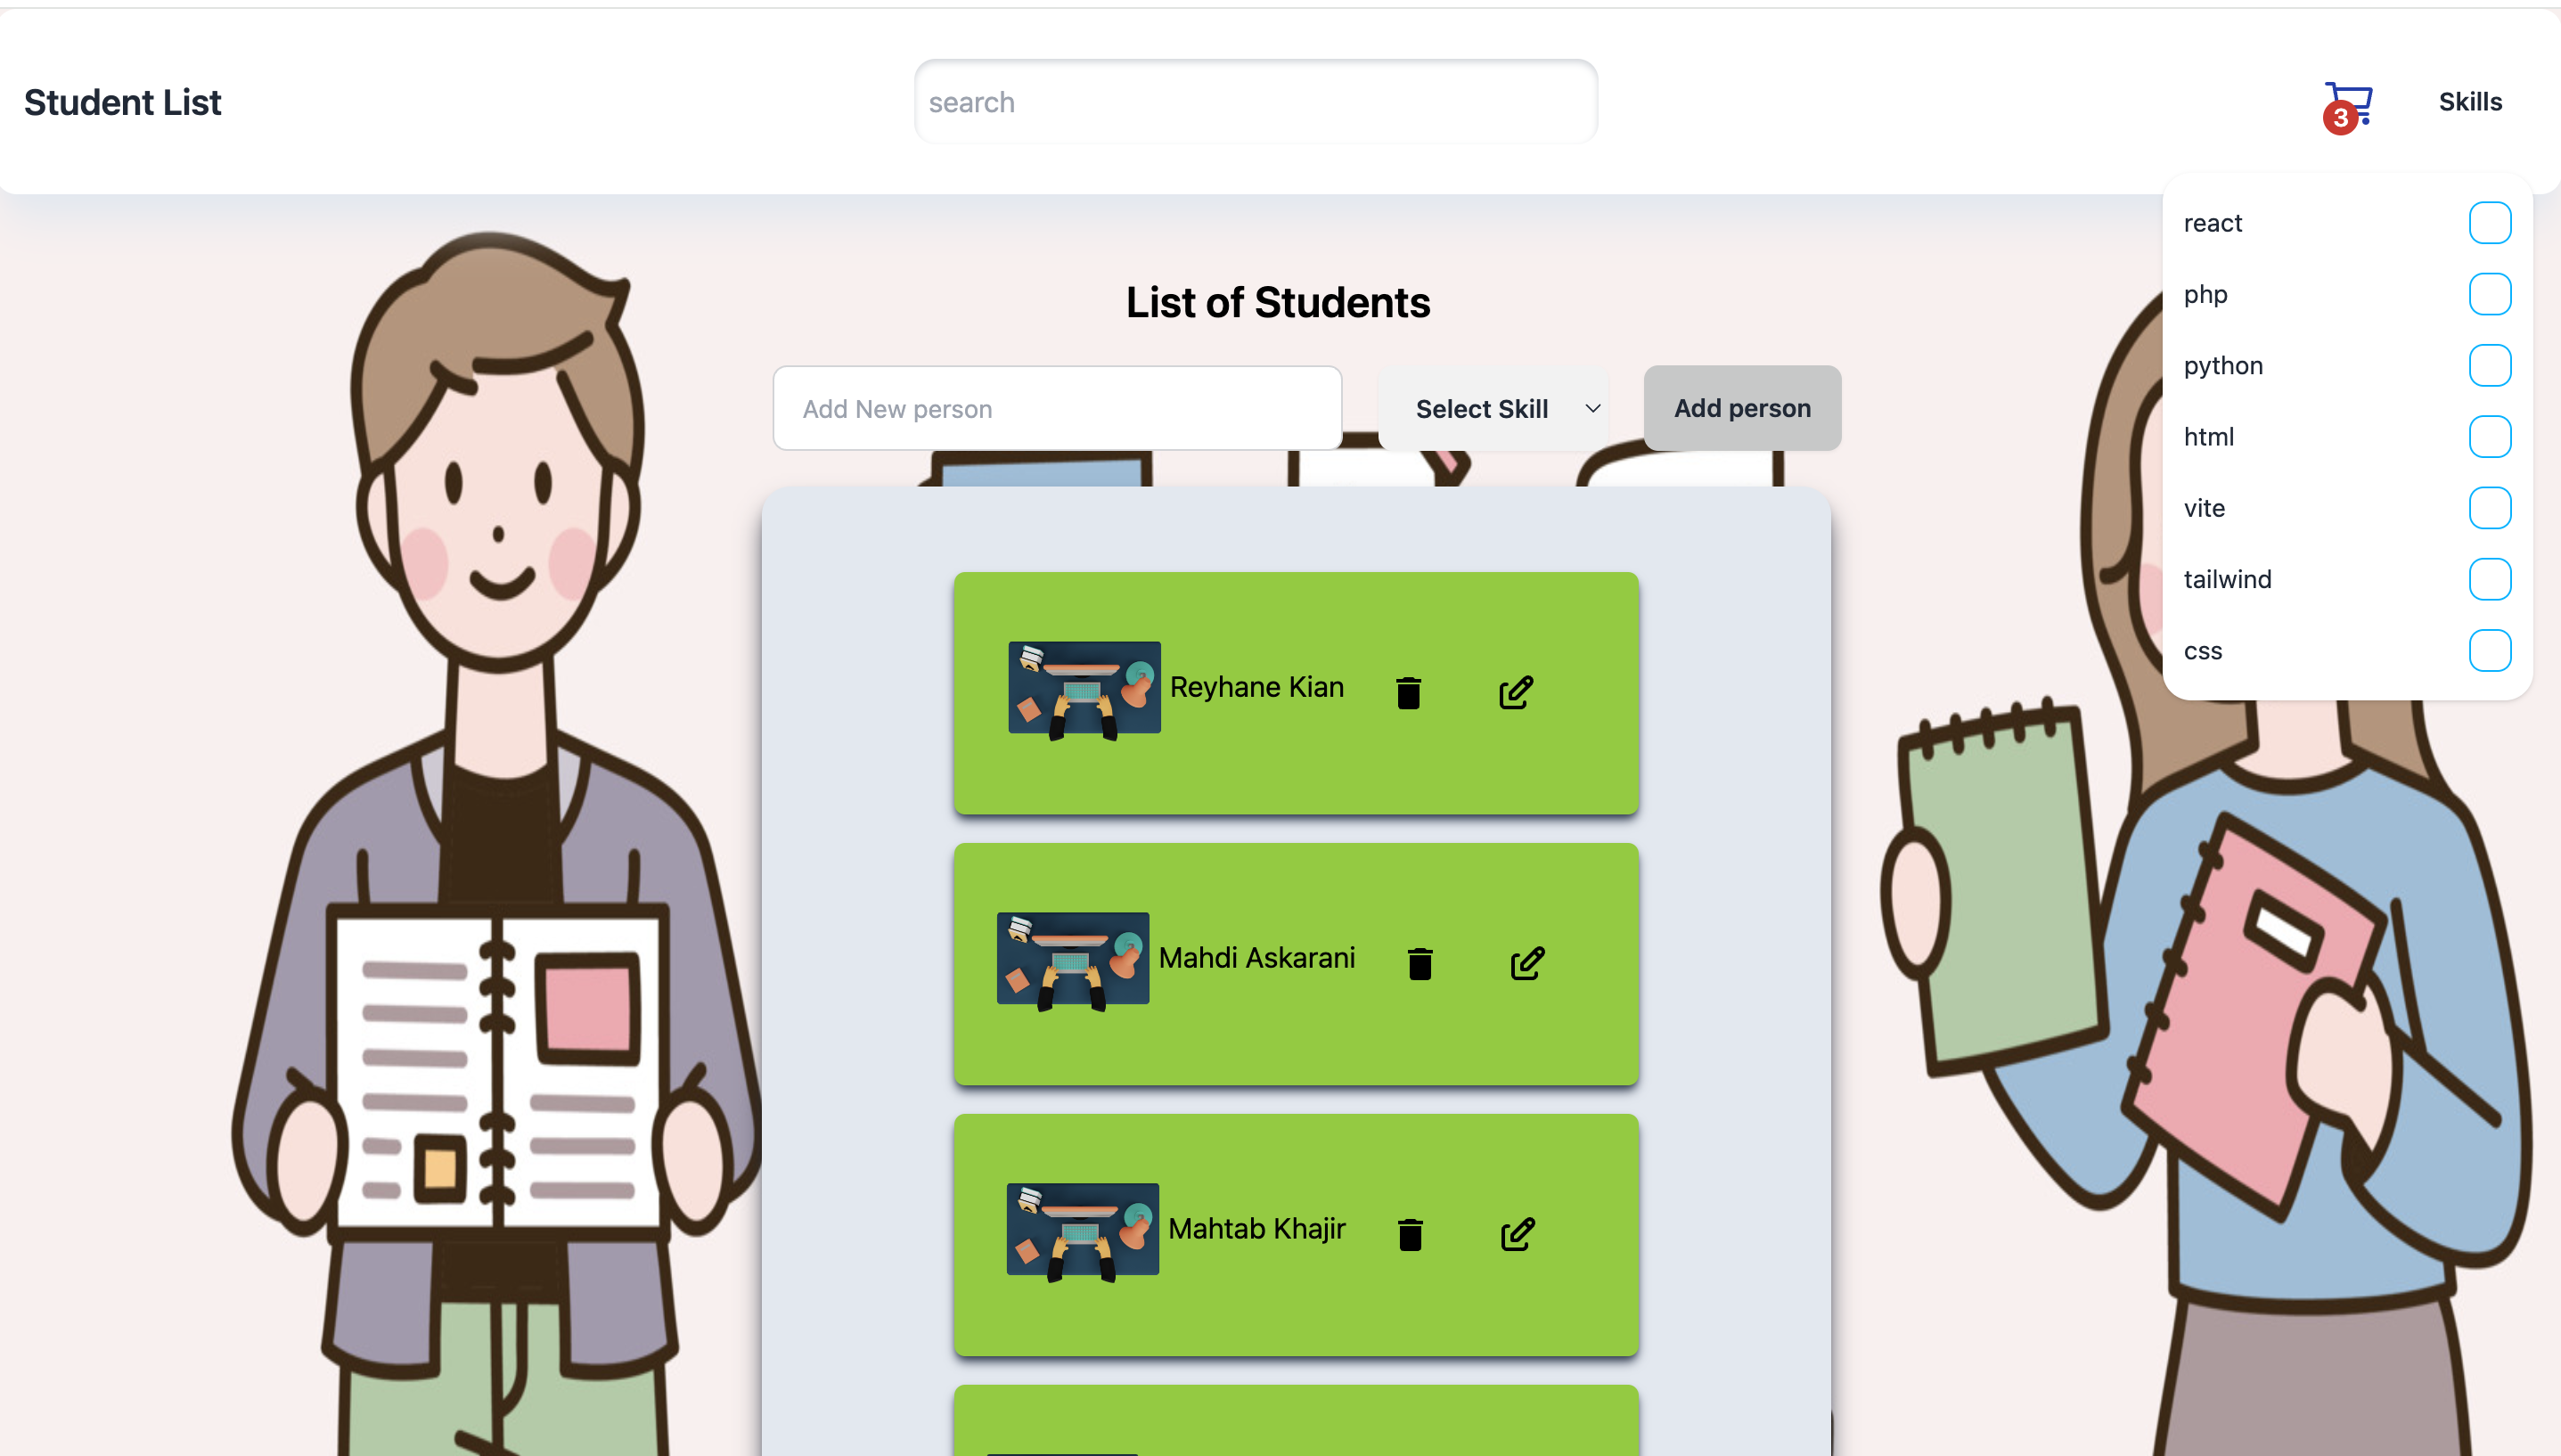 Student List
search
3
Skills
react
php
python
html
vite
tailwind
css
List of Students
Add New person
Select Skill
Add person
Reyhane Kian
Mahdi Askarani
Mahtab Khajir